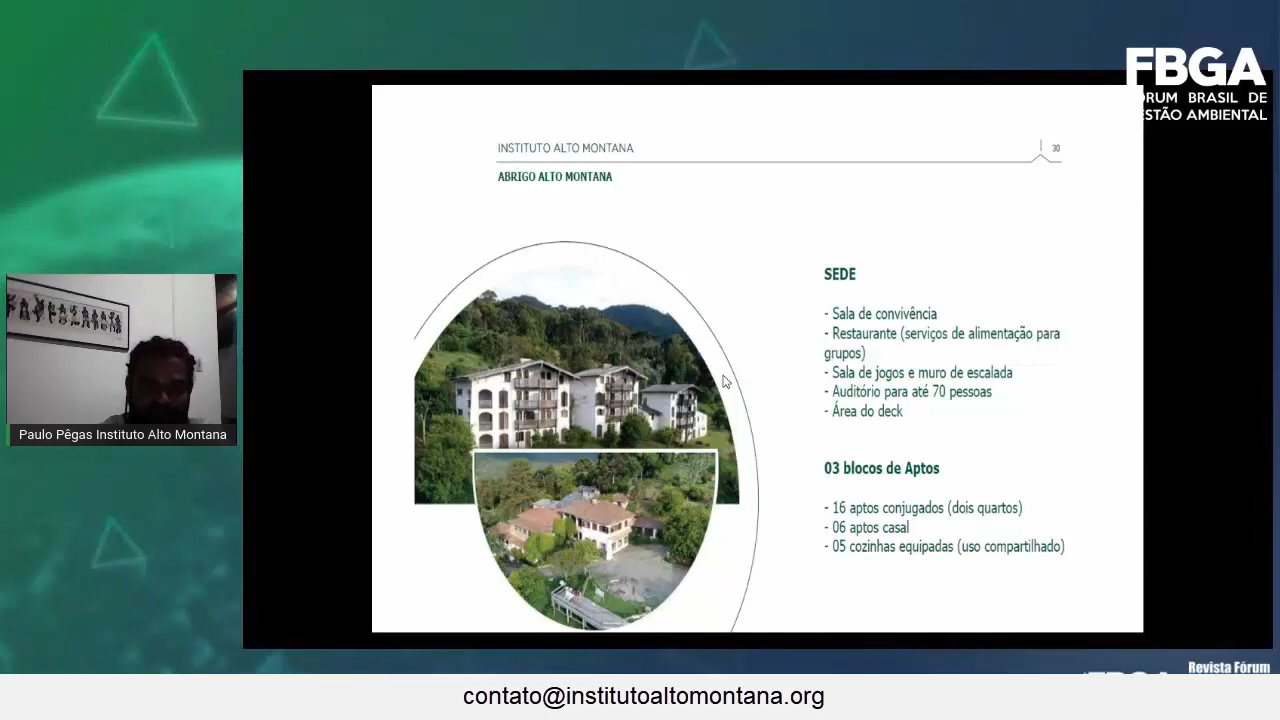 FBGA
RUM BRASIL DE
STÃO AMBIENTAL
INSTITUTO ALTO MONTANA
30
ABRIGO ALTO MONTANA
SEDE
- Sala de convivência
- Restaurante (serviços de alimentação para
grupos)
- Sala de jogos e muro de escalada
- Auditório para até 70 pessoas
- Área do deck
03 blocos de Aptos
- 16 aptos conjugados (dois quartos)
- 06 aptos casal
- 05 cozinhas equipadas (uso compartilhado)
Paulo Pêgas Instituto Alto Montana
Revista Fórum
contato@institutoaltomontana.org